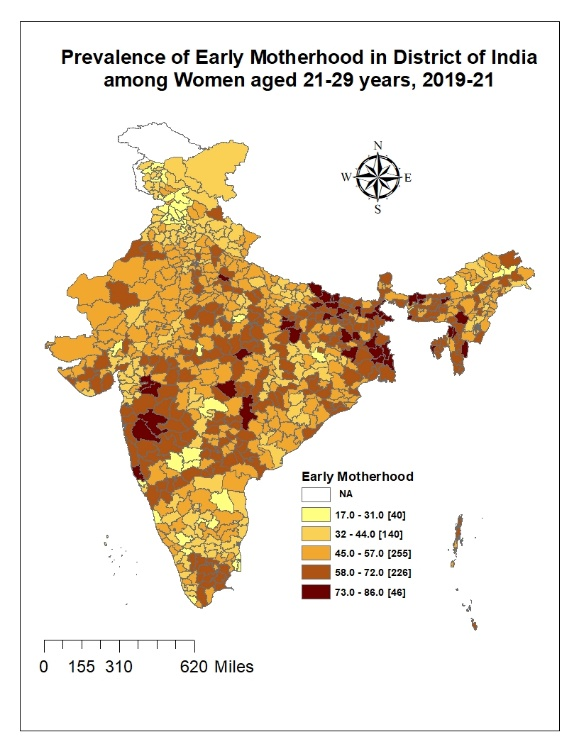 Prevalence of Early Motherhood in District of India
among Women aged 21-29 years, 2019-21
N
W E
S
Early Motherhood
NA
17.0 - 31.0 [40]
32 - 44.0 [140]
45.0 - 57.0 [255]
58.0 - 72.0 [226]
73.0 - 86.0 [46]
0 155 310 620 Miles